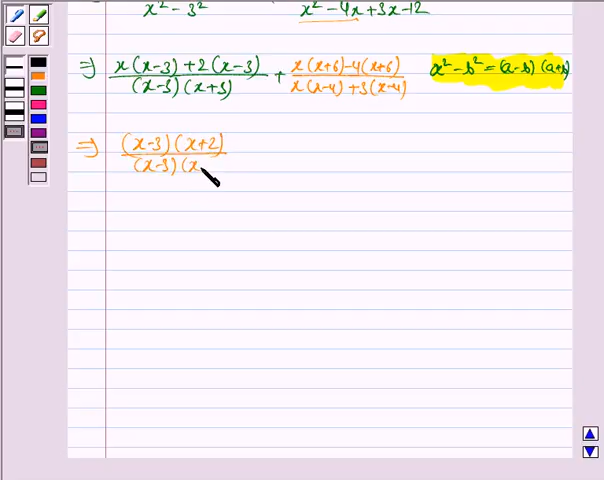 x² - 3² x² - 4x + 3x - 12
⇒ x(x-3) + 2(x-3) / (x-3)(x+3) + x(x+6) - 4(x+6) / x(x-4) + 3(x-4) a² - b² = (a-b)(a+b)
⇒ (x-3)(x+2) / (x-3)(x